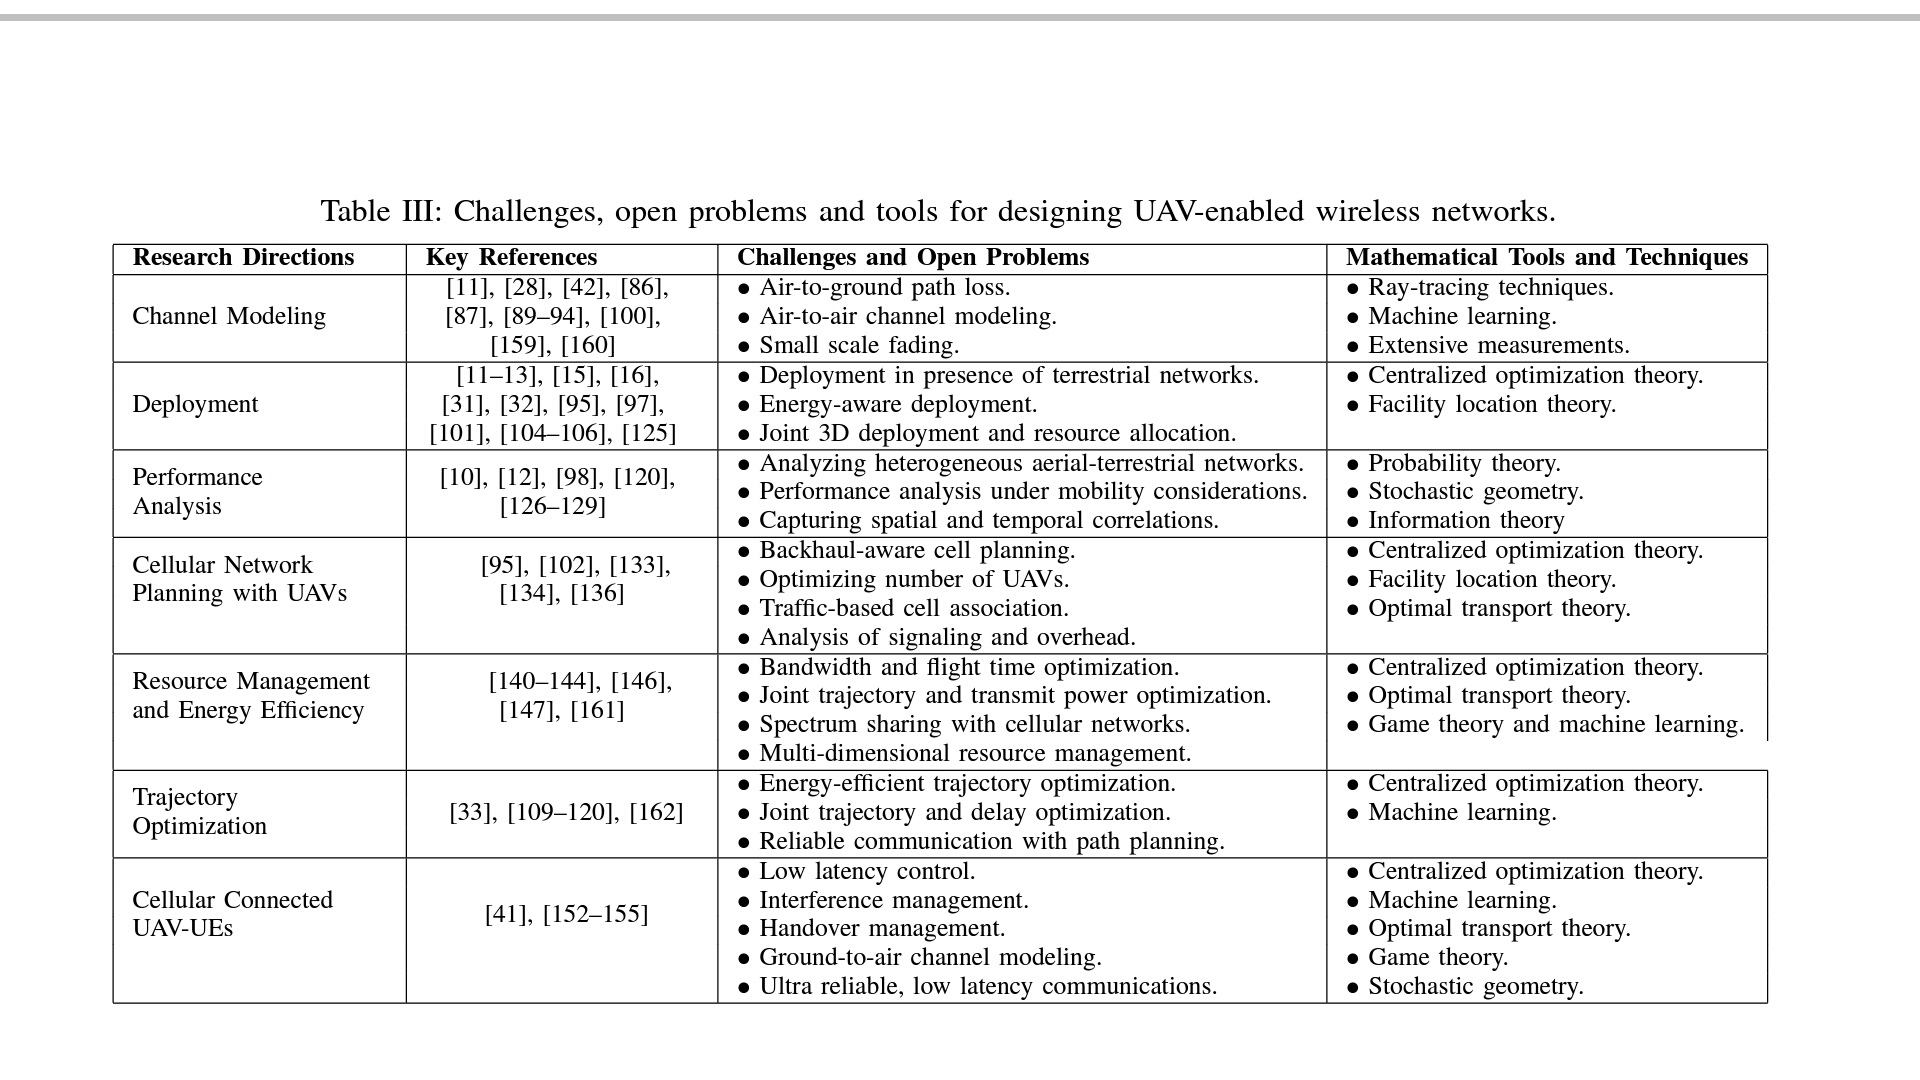 Table III: Challenges, open problems and tools for designing UAV-enabled wireless networks.
Research Directions Key References Challenges and Open Problems Mathematical Tools and Techniques
Channel Modeling
[11], [28], [42], [86],
[87], [89–94], [100],
[159], [160]
● Air-to-ground path loss.
● Air-to-air channel modeling.
● Small scale fading.
● Ray-tracing techniques.
● Machine learning.
● Extensive measurements.
Deployment
[11–13], [15], [16],
[31], [32], [95], [97],
[101], [104–106], [125]
● Deployment in presence of terrestrial networks.
● Energy-aware deployment.
● Joint 3D deployment and resource allocation.
● Centralized optimization theory.
● Facility location theory.
Performance
Analysis
[10], [12], [98], [120],
[126–129]
● Analyzing heterogeneous aerial-terrestrial networks.
● Performance analysis under mobility considerations.
● Capturing spatial and temporal correlations.
● Probability theory.
● Stochastic geometry.
● Information theory
Cellular Network
Planning with UAVs
[95], [102], [133],
[134], [136]
● Backhaul-aware cell planning.
● Optimizing number of UAVs.
● Traffic-based cell association.
● Analysis of signaling and overhead.
● Centralized optimization theory.
● Facility location theory.
● Optimal transport theory.
Resource Management
and Energy Efficiency
[140–144], [146],
[147], [161]
● Bandwidth and flight time optimization.
● Joint trajectory and transmit power optimization.
● Spectrum sharing with cellular networks.
● Multi-dimensional resource management.
● Centralized optimization theory.
● Optimal transport theory.
● Game theory and machine learning.
Trajectory
Optimization
[33], [109–120], [162]
● Energy-efficient trajectory optimization.
● Joint trajectory and delay optimization.
● Reliable communication with path planning.
● Centralized optimization theory.
● Machine learning.
Cellular Connected
UAV-UEs
[41], [152–155]
● Low latency control.
● Interference management.
● Handover management.
● Ground-to-air channel modeling.
● Ultra reliable, low latency communications.
● Centralized optimization theory.
● Machine learning.
● Optimal transport theory.
● Game theory.
● Stochastic geometry.